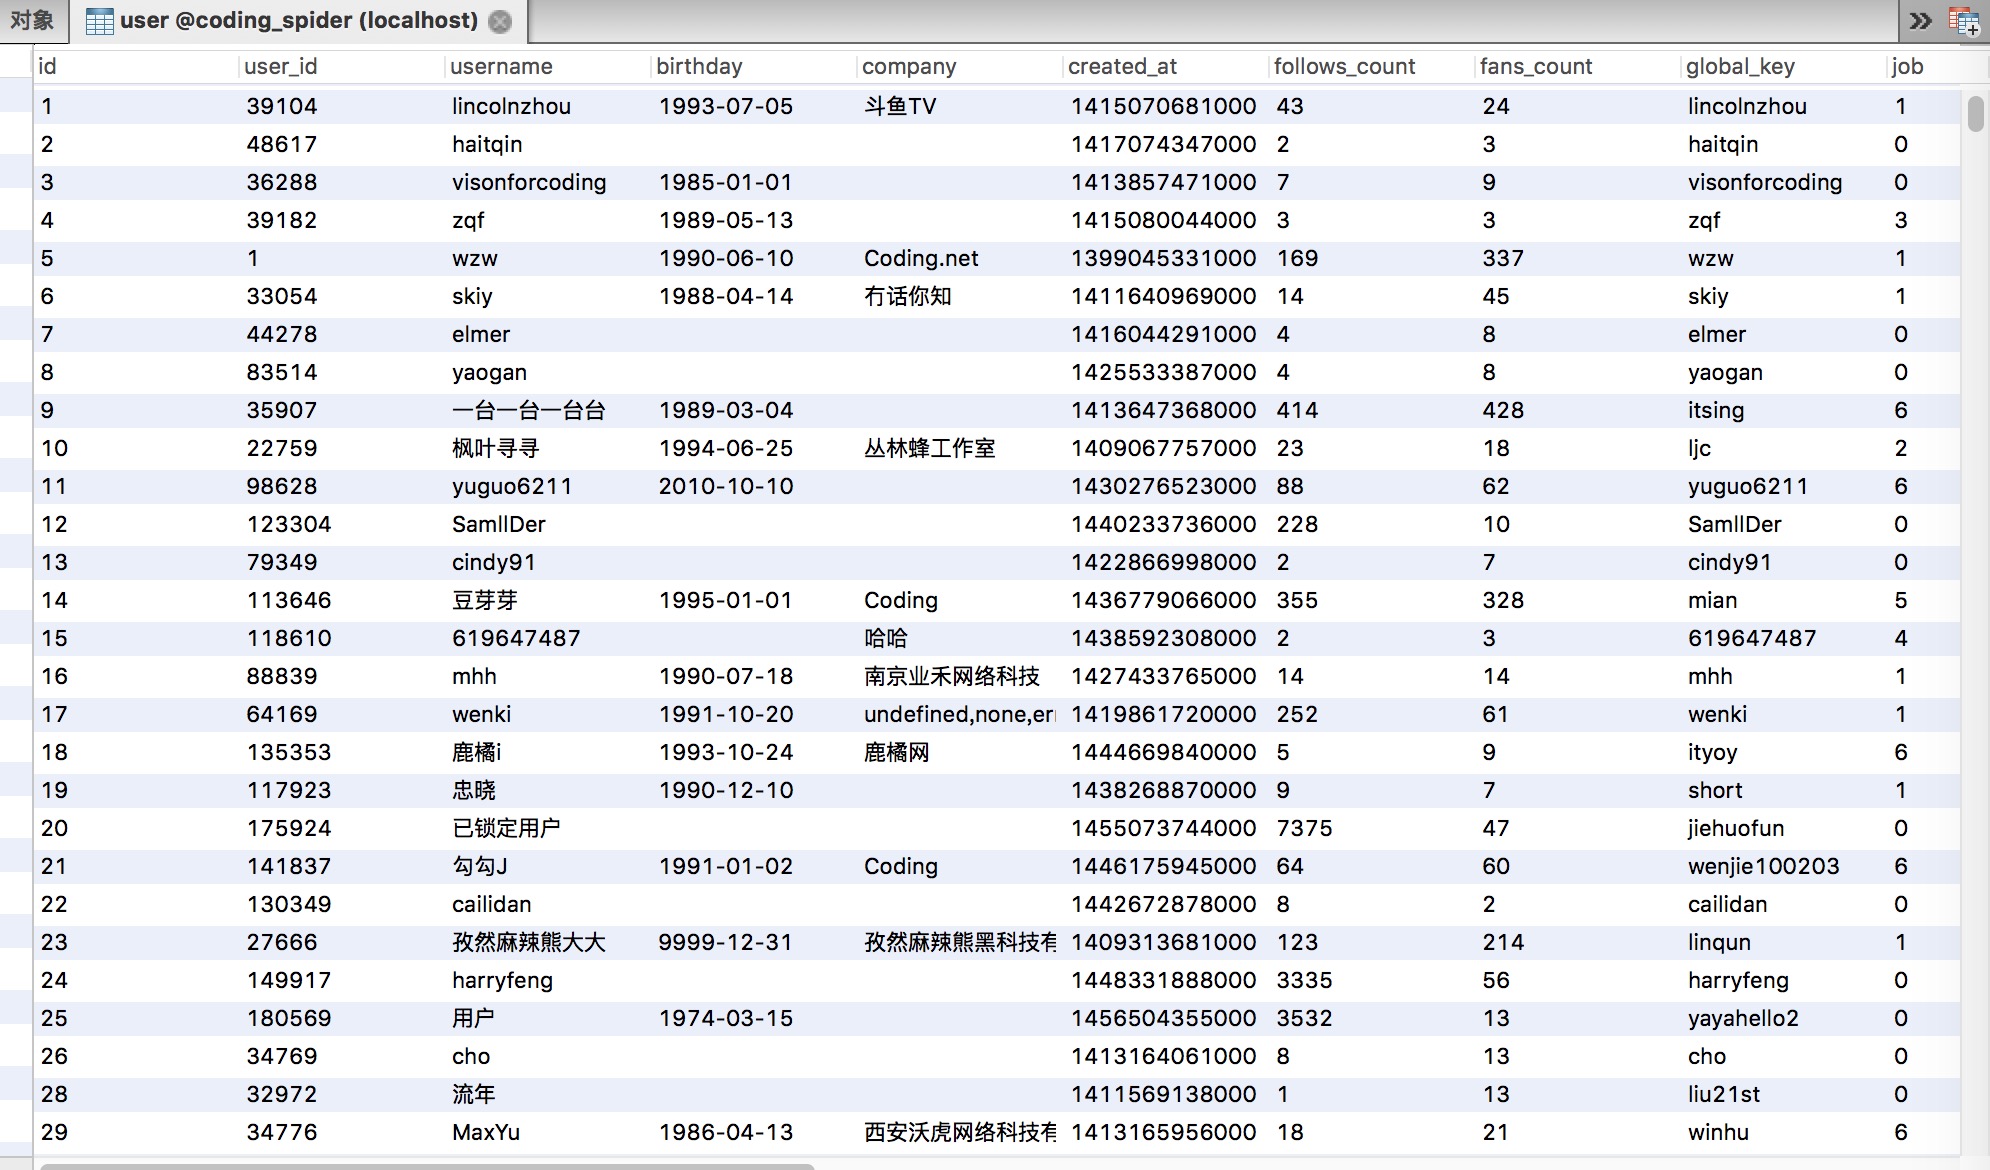 对象 user @coding_spider (localhost)
id user_id username birthday company created_at follows_count fans_count global_key job
1 39104 lincolnzhou 1993-07-05 斗鱼TV 1415070681000 43 24 lincolnzhou 1
2 48617 haitqin 1417074347000 2 3 haitqin 0
3 36288 visonforcoding 1985-01-01 1413857471000 7 9 visonforcoding 0
4 39182 zqf 1989-05-13 1415080044000 3 3 zqf 3
5 1 wzw 1990-06-10 Coding.net 1399045331000 169 337 wzw 1
6 33054 skiy 1988-04-14 冇话你知 1411640969000 14 45 skiy 1
7 44278 elmer 1416044291000 4 8 elmer 0
8 83514 yaogan 1425533387000 4 8 yaogan 0
9 35907 一台一台一台台 1989-03-04 1413647368000 414 428 itsing 6
10 22759 枫叶寻寻 1994-06-25 丛林蜂工作室 1409067757000 23 18 ljc 2
11 98628 yuguo6211 2010-10-10 1430276523000 88 62 yuguo6211 6
12 123304 SamllDer 1440233736000 228 10 SamllDer 0
13 79349 cindy91 1422866998000 2 7 cindy91 0
14 113646 豆芽芽 1995-01-01 Coding 1436779066000 355 328 mian 5
15 118610 619647487 哈哈 1438592308000 2 3 619647487 4
16 88839 mhh 1990-07-18 南京业禾网络科技 1427433765000 14 14 mhh 1
17 64169 wenki 1991-10-20 undefined,none,err 1419861720000 252 61 wenki 1
18 135353 鹿橘i 1993-10-24 鹿橘网 1444669840000 5 9 ityoy 6
19 117923 忠晓 1990-12-10 1438268870000 9 7 short 1
20 175924 已锁定用户 1455073744000 7375 47 jiehuofun 0
21 141837 勾勾J 1991-01-02 Coding 1446175945000 64 60 wenjie100203 6
22 130349 cailidan 1442672878000 8 2 cailidan 0
23 27666 孜然麻辣熊大大 9999-12-31 孜然麻辣熊黑科技有 1409313681000 123 214 linqun 1
24 149917 harryfeng 1448331888000 3335 56 harryfeng 0
25 180569 用户 1974-03-15 1456504355000 3532 13 yayahello2 0
26 34769 cho 1413164061000 8 13 cho 0
28 32972 流年 1411569138000 1 13 liu21st 0
29 34776 MaxYu 1986-04-13 西安沃虎网络科技有 1413165956000 18 21 winhu 6